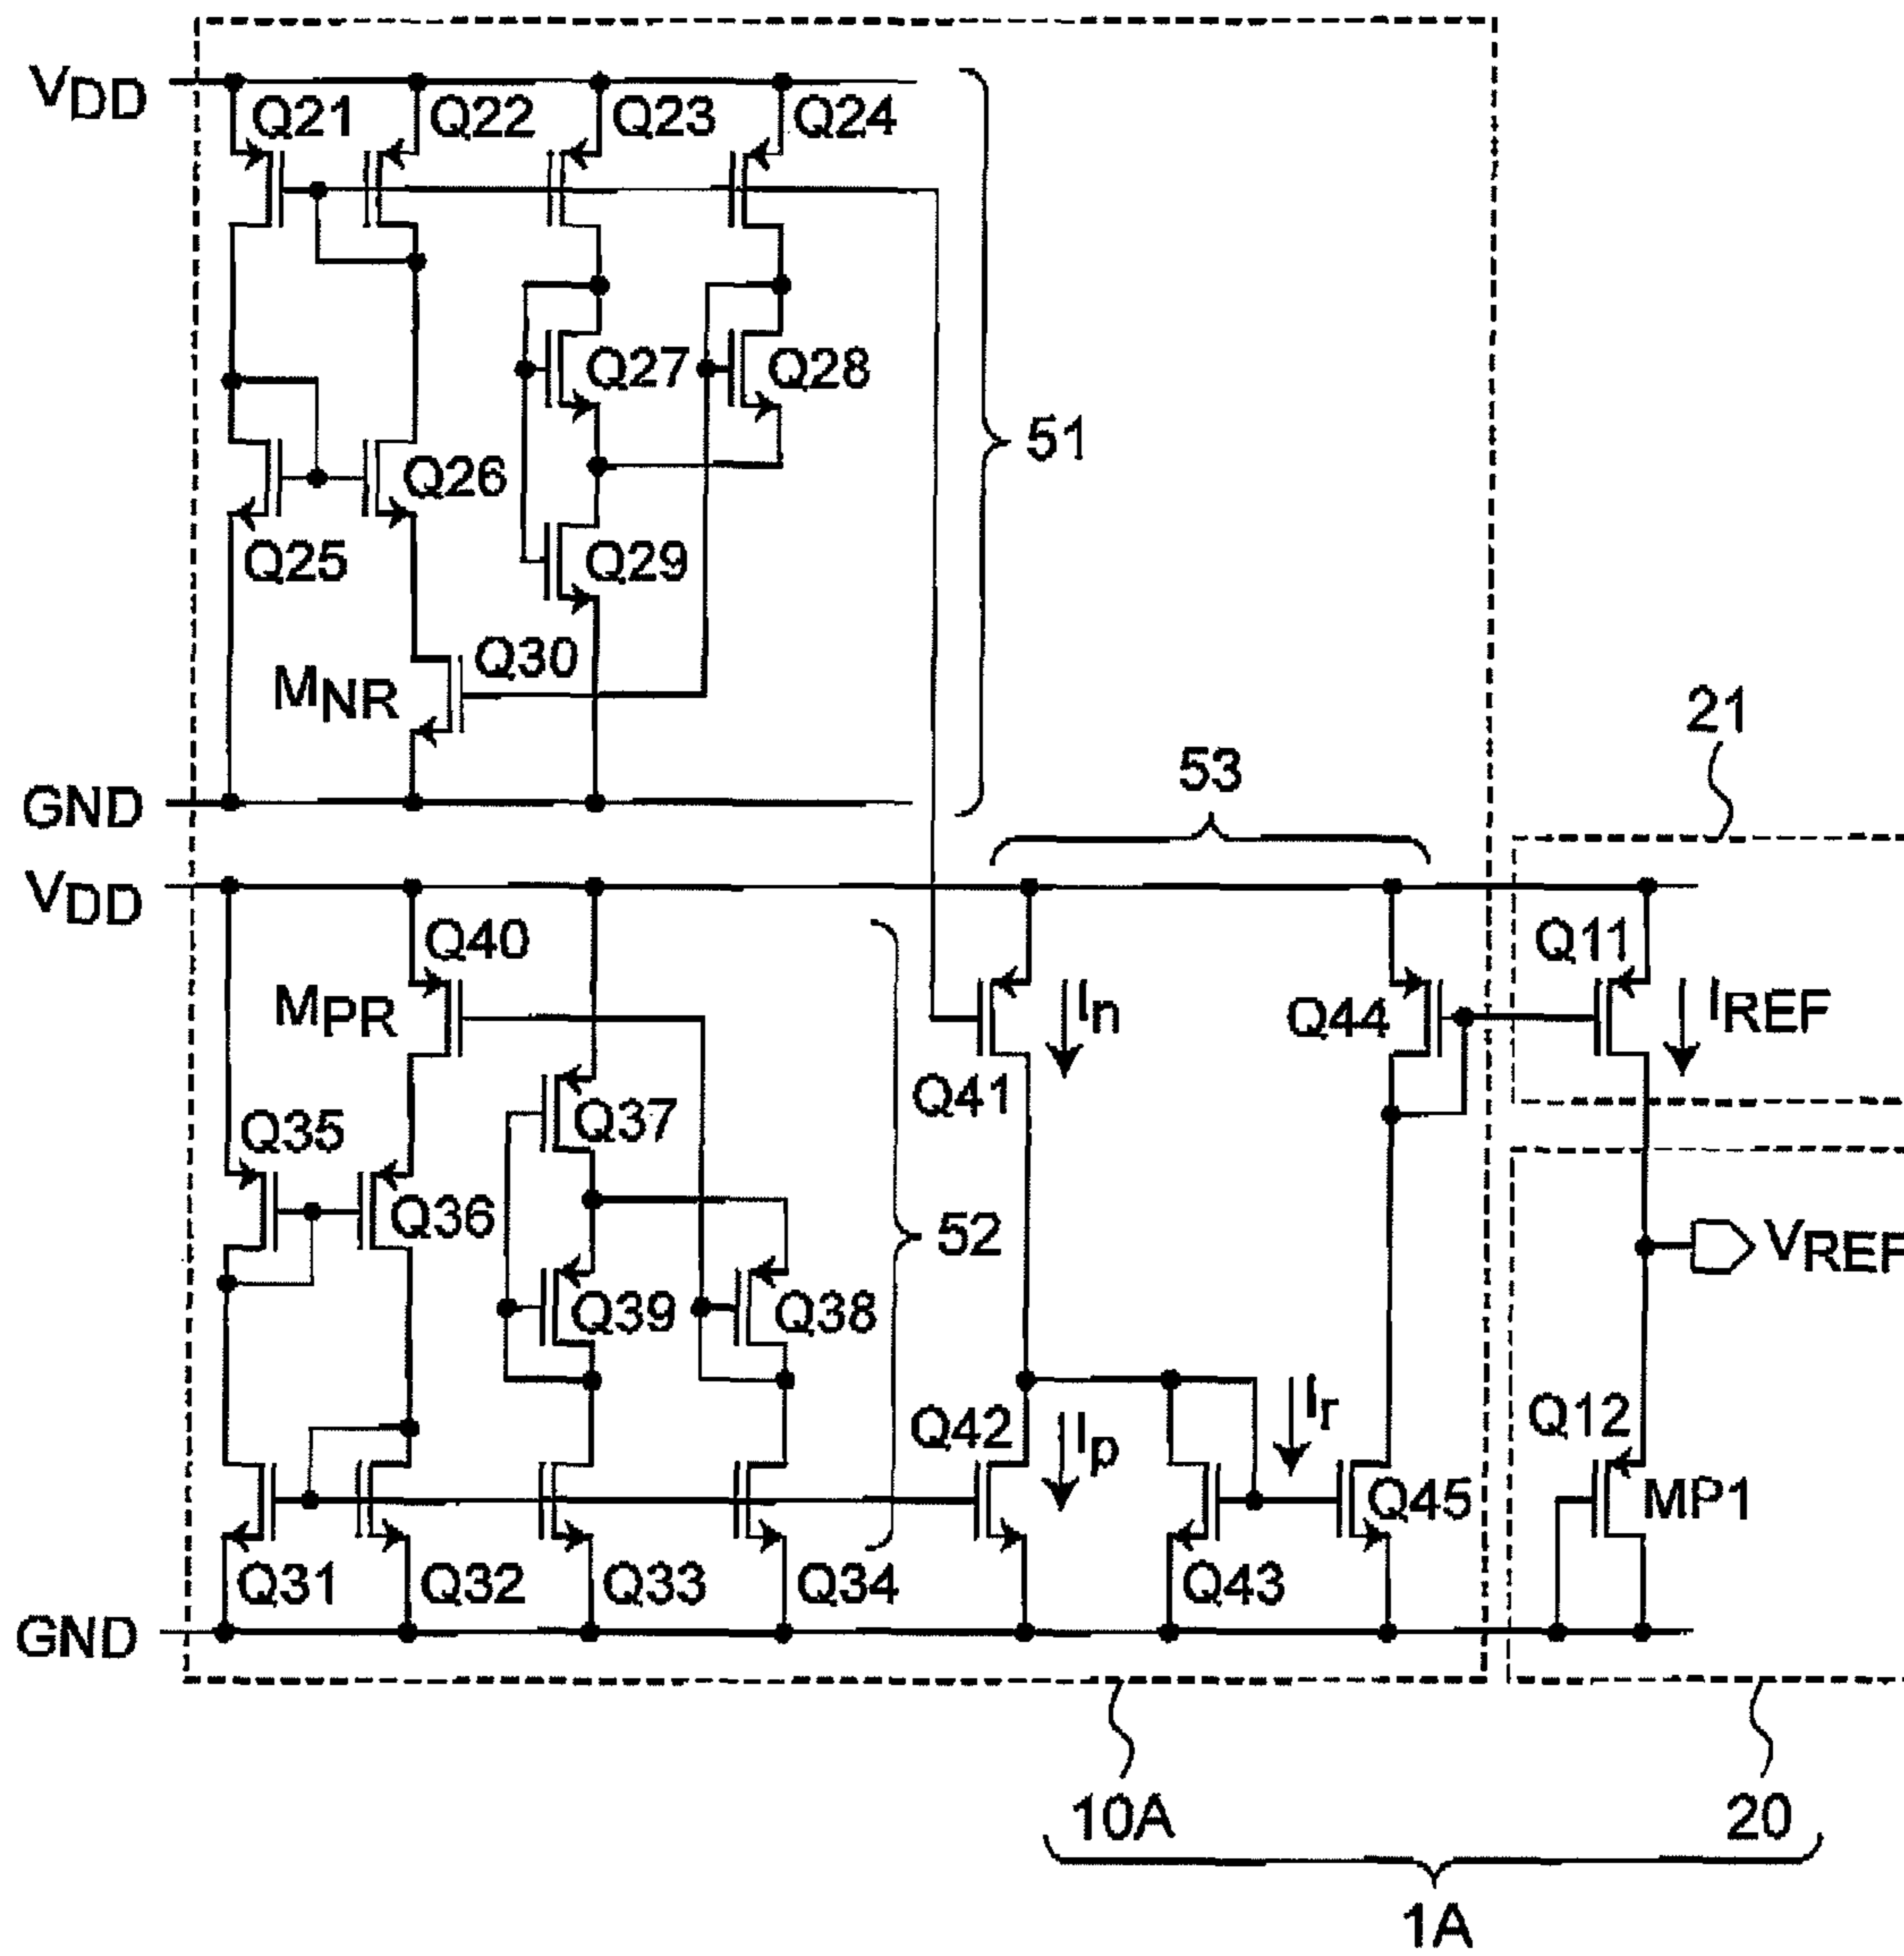 VDD
Q21
Q22
Q23
Q24
Q27
Q28
51
Q26
Q25
Q29
Q30
MNR
21
GND
53
VDD
Q40
Q11
MPR
In
Q44
IREF
Q41
Q35
Q37
Q36
52
VREF
Q39
Q38
Q42
Ip
Ir
Q12
Q45
MP1
Q31
Q32
Q33
Q34
Q43
GND
10A
20
1A